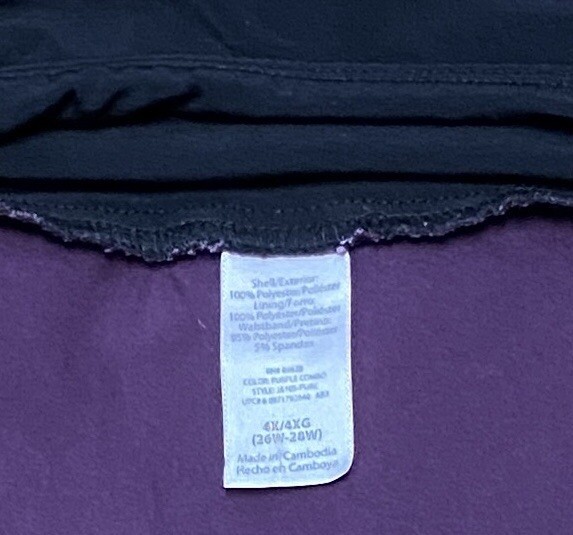 Shell/Exterior:
100% Polyester/Poliéster
Lining/Forro:
100% Polyester/Poliéster
Waistband/Pretina:
95% Polyester/Poliéster
5% Spandex
COLOR: PURPLE COMBO
STYLE:
4X/4XG
(26W-28W)
Made in Cambodia
Hecho en Camboya